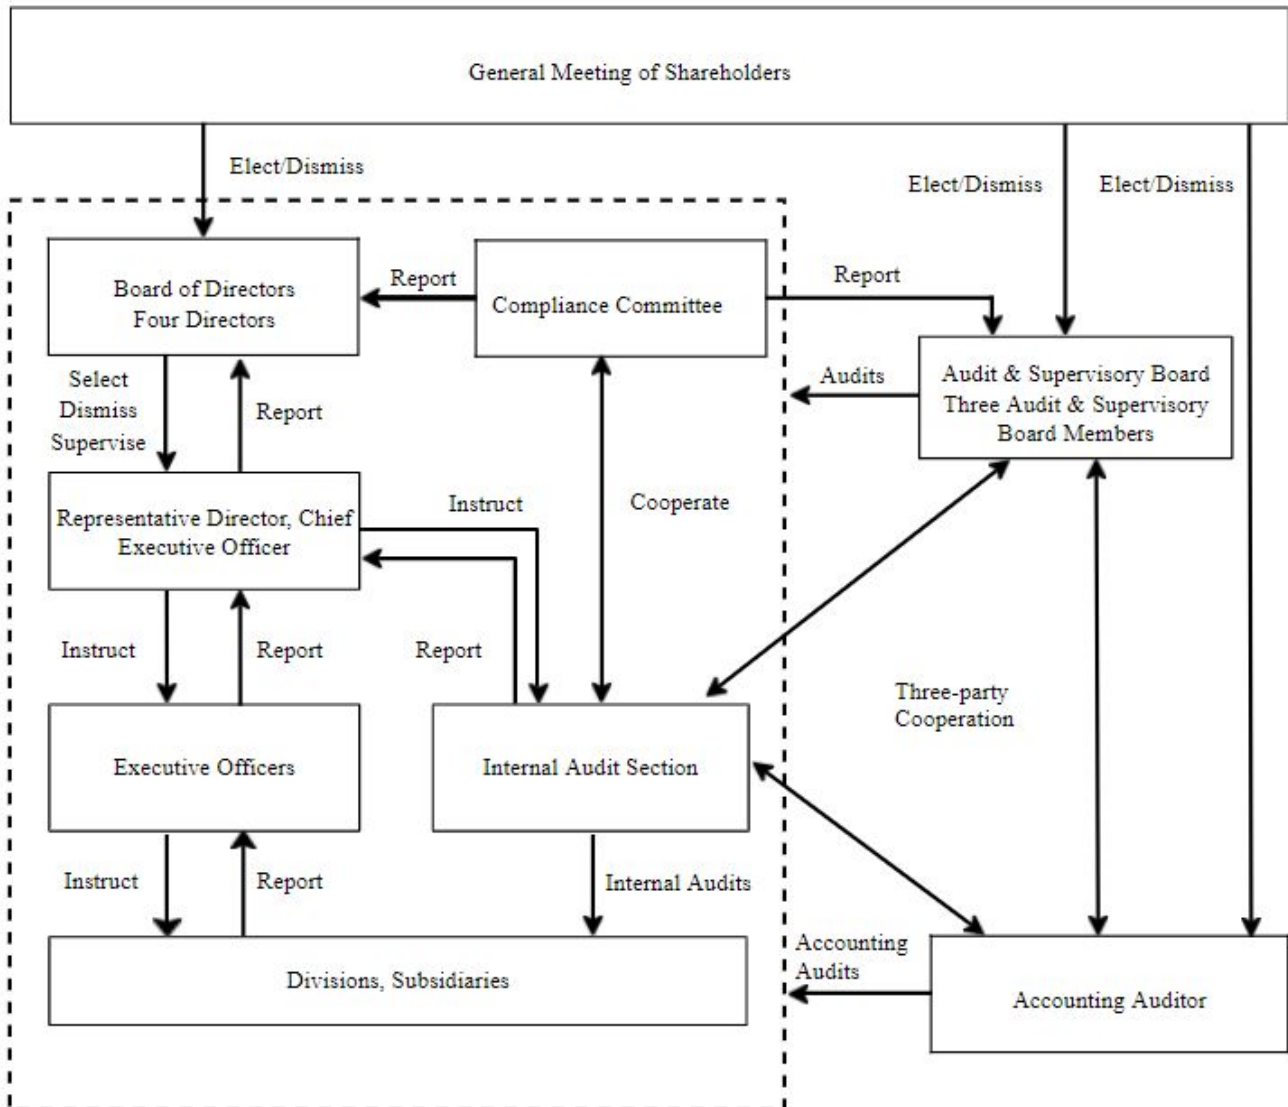 General Meeting of Shareholders
Elect/Dismiss
Elect/Dismiss
Elect/Dismiss
Board of Directors
Four Directors
Report
Compliance Committee
Report
Audits
Audit & Supervisory Board
Three Audit & Supervisory
Board Members
Select
Dismiss
Supervise
Report
Representative Director, Chief
Executive Officer
Instruct
Cooperate
Instruct
Report
Report
Three-party
Cooperation
Executive Officers
Internal Audit Section
Instruct
Report
Internal Audits
Divisions, Subsidiaries
Accounting
Audits
Accounting Auditor